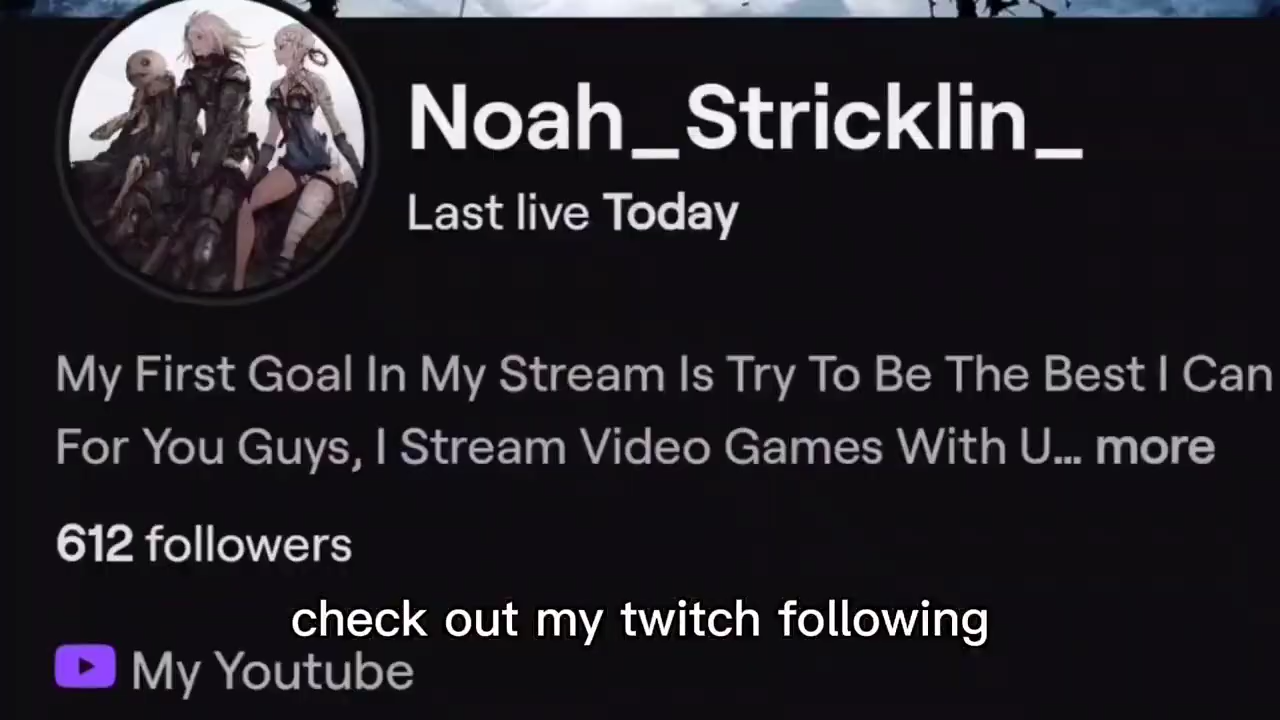 Noah_Stricklin_
Last live Today
My First Goal In My Stream Is Try To Be The Best I Can
For You Guys, I Stream Video Games With U... more
612 followers
check out my twitch following
My Youtube